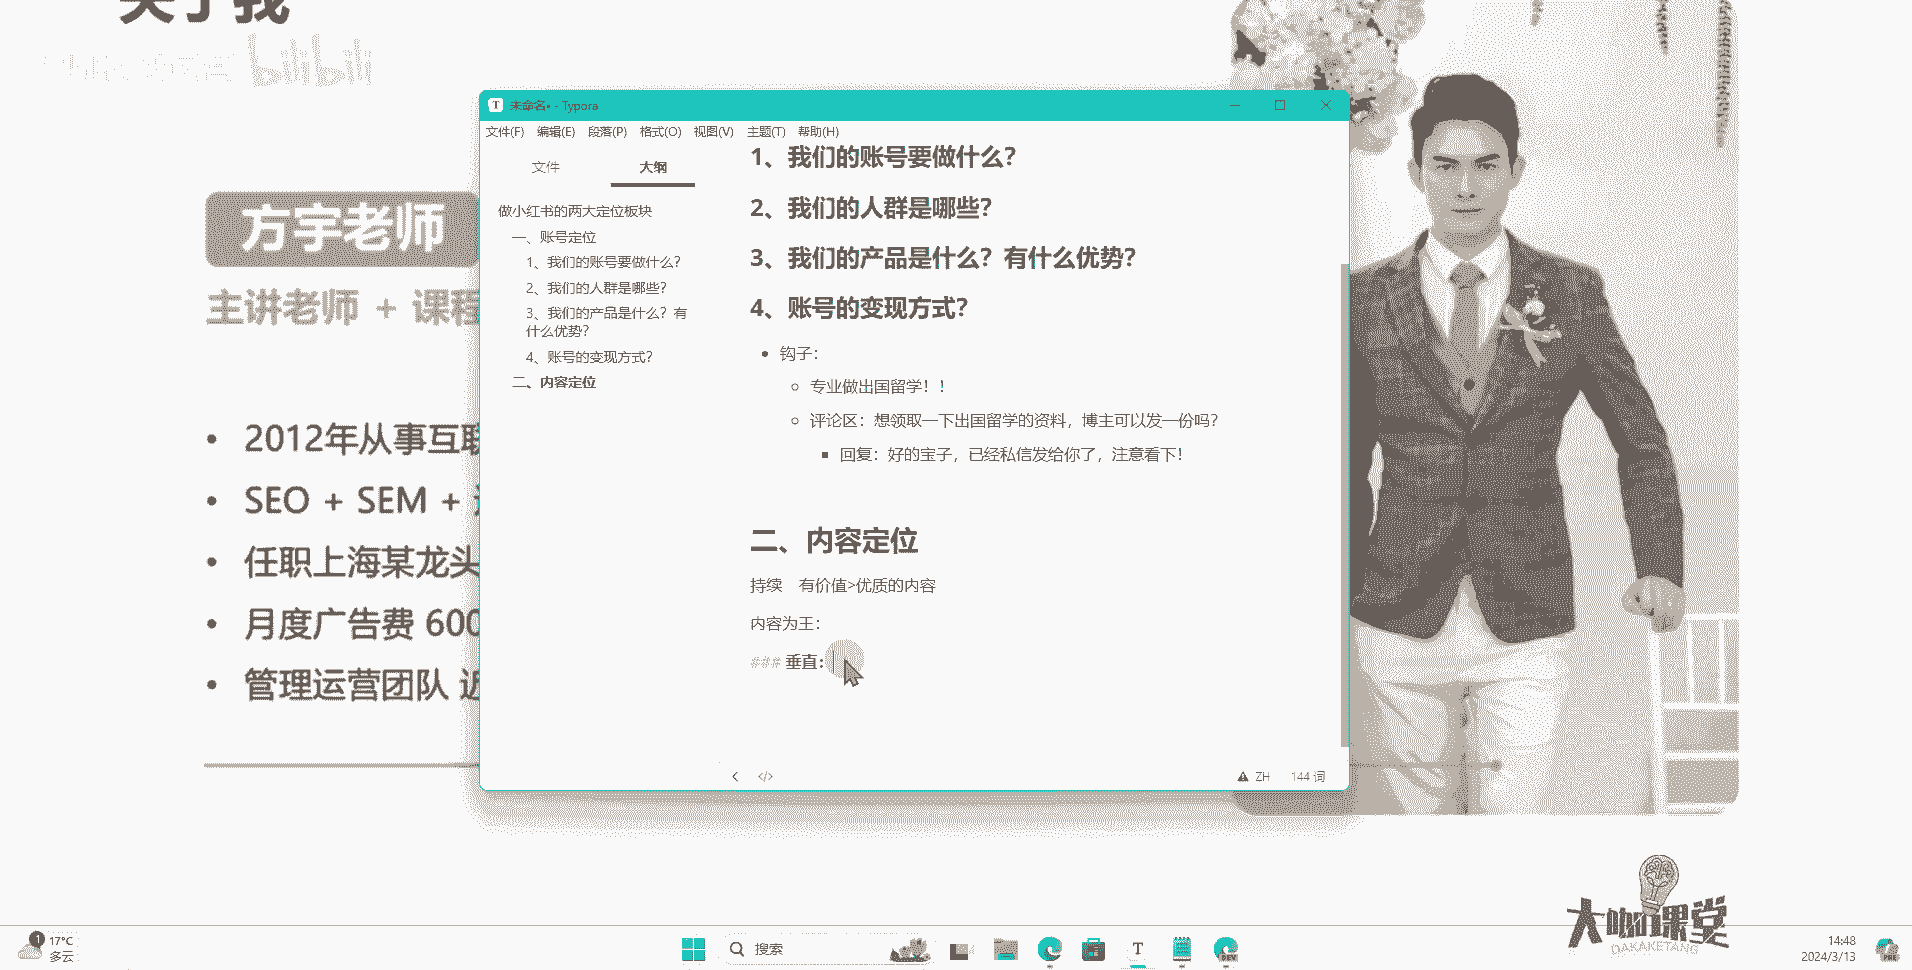 关于我
bilibili
方宇老师
主讲老师 + 课程
2012年从事互联
SEO + SEM +
任职上海某龙头
月度广告费 600
管理运营团队 近
未命名• - Typora
文件(F) 编辑(E) 段落(P) 格式(O) 视图(V) 主题(T) 帮助(H)
文件 大纲
做小红书的两大定位板块
一、账号定位
1、我们的账号要做什么？
2、我们的人群是哪些？
3、我们的产品是什么？有
什么优势？
4、账号的变现方式？
二、内容定位
1、我们的账号要做什么？
2、我们的人群是哪些？
3、我们的产品是什么？有什么优势？
4、账号的变现方式？
钩子：
专业做出国留学！！
评论区：想领取一下出国留学的资料，博主可以发一份吗？
回复：好的宝子，已经私信发给你了，注意看下！
二、内容定位
持续 有价值>优质的内容
内容为王：
### 垂直：
ZH 144 词
大咖课堂
DAKAKETANG
1
17°C
多云
搜索
T
DEV
14:48
2024/3/13
PRE